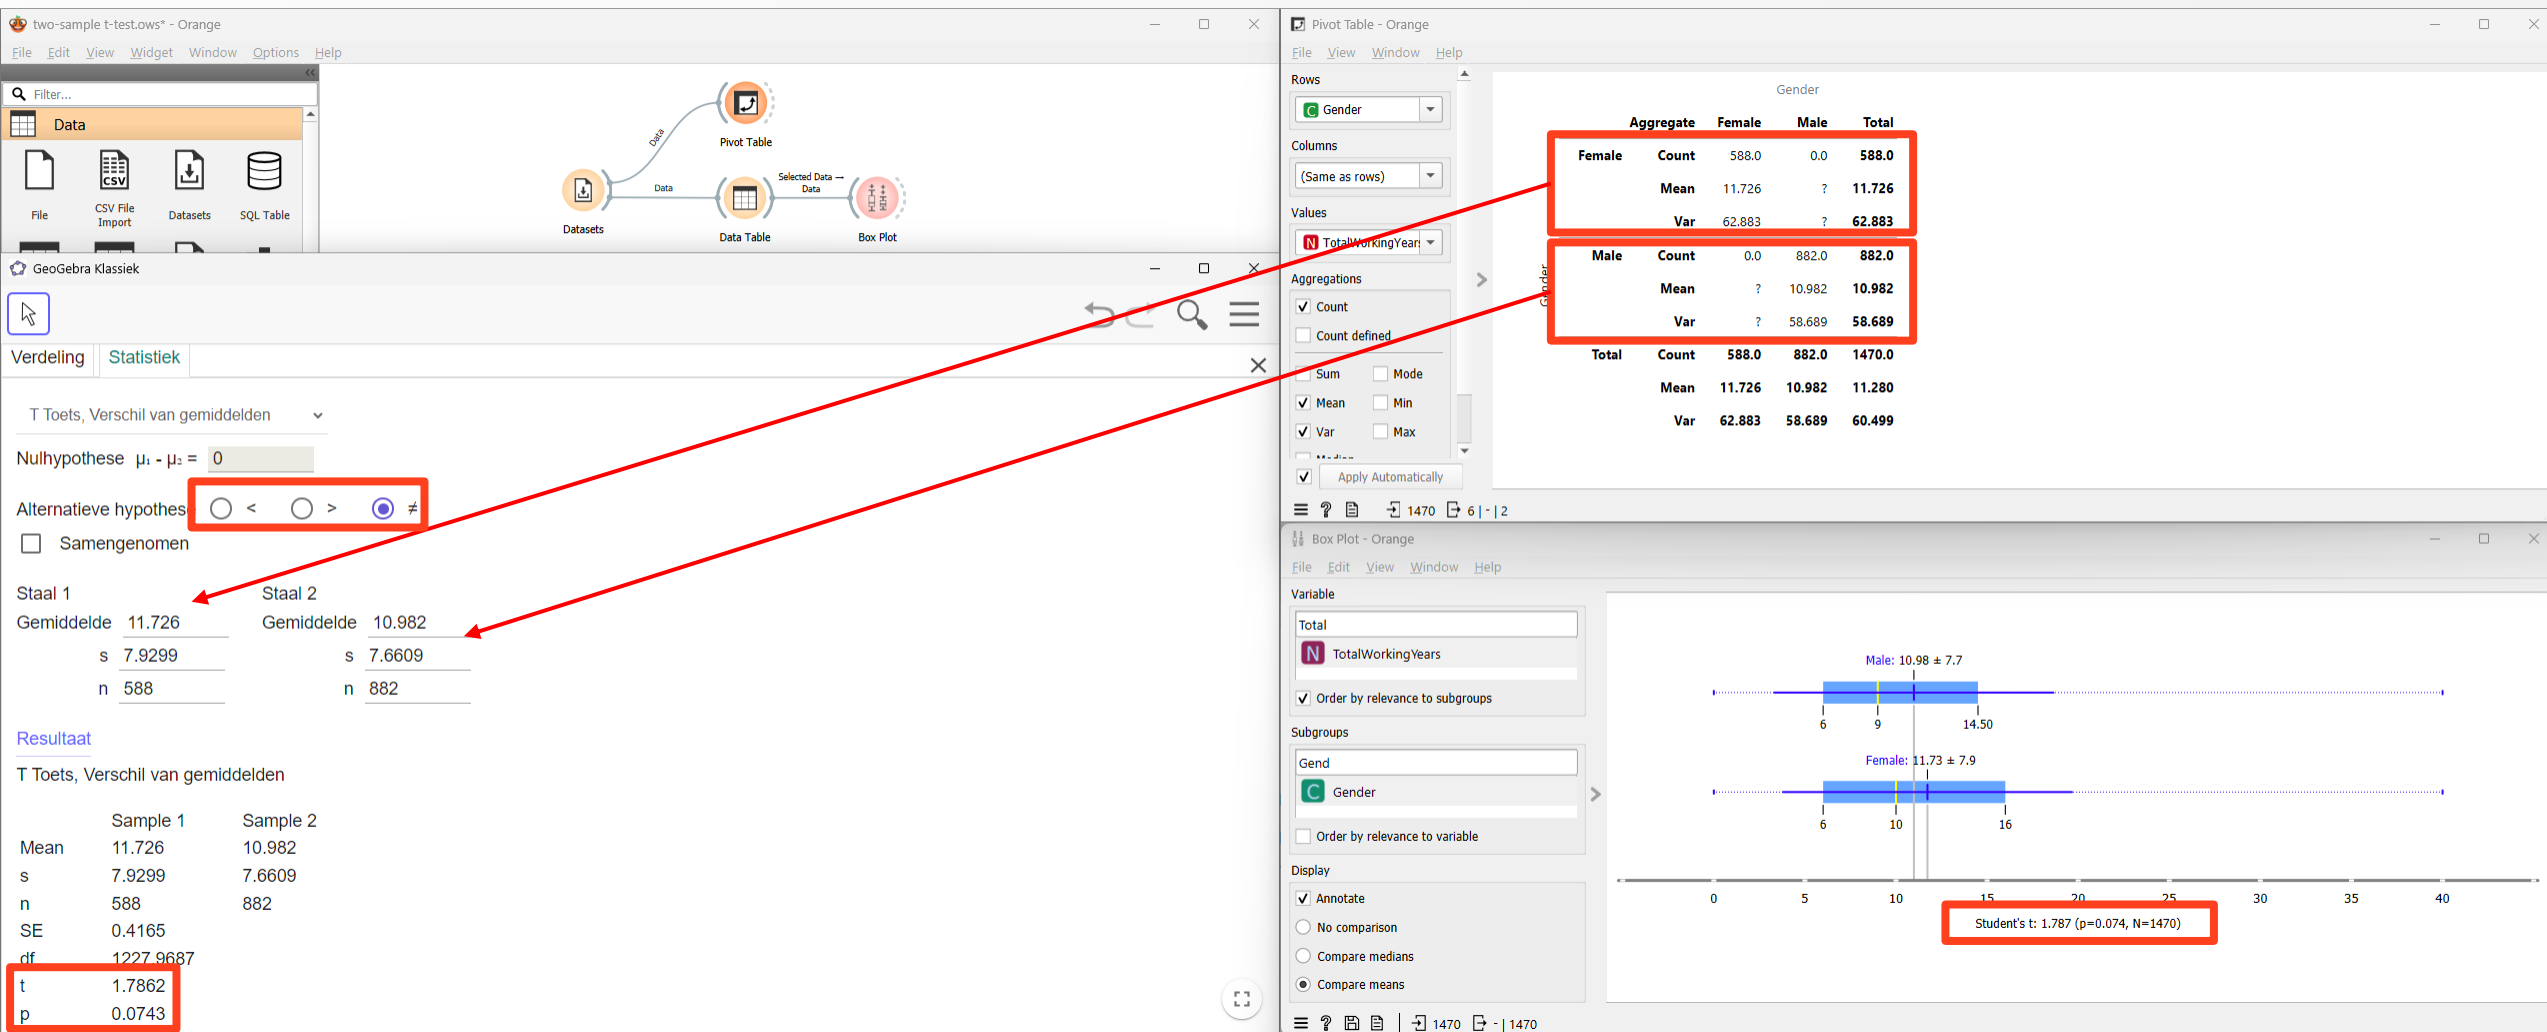 two-sample t-test.ows* - Orange
File Edit View Widget Window Options Help
Filter...
Data
File
CSV File Import
Datasets
SQL Table
Data
Pivot Table
Datasets
Data
Data Table
Selected Data → Data
Box Plot
GeoGebra Klassiek
Verdeling Statistiek
T Toets, Verschil van gemiddelden
Nulhypothese μ₁ - μ₂ = 0
Alternatieve hypothese < > ≠
Samengenomen
Staal 1 Staal 2
Gemiddelde 11.726 Gemiddelde 10.982
s 7.9299 s 7.6609
n 588 n 882
Resultaat
T Toets, Verschil van gemiddelden
Sample 1 Sample 2
Mean 11.726 10.982
s 7.9299 7.6609
n 588 882
SE 0.4165
df 1227.9687
t 1.7862
p 0.0743
Pivot Table - Orange
File View Window Help
Rows
C Gender
Columns
(Same as rows)
Values
N TotalWorkingYears
Aggregations
Count
Count defined
Sum Mode
Mean Min
Var Max
Median
Apply Automatically
1470 6 | - | 2
Gender
Gender
Aggregate Female Male Total
Female Count 588.0 0.0 588.0
Mean 11.726 ? 11.726
Var 62.883 ? 62.883
Male Count 0.0 882.0 882.0
Mean ? 10.982 10.982
Var ? 58.689 58.689
Total Count 588.0 882.0 1470.0
Mean 11.726 10.982 11.280
Var 62.883 58.689 60.499
Box Plot - Orange
File Edit View Window Help
Variable
Total
N TotalWorkingYears
Order by relevance to subgroups
Subgroups
Gend
C Gender
Order by relevance to variable
Display
Annotate
No comparison
Compare medians
Compare means
1470 - | 1470
Male: 10.98 ± 7.7
6 9 14.50
Female: 11.73 ± 7.9
6 10 16
0 5 10 15 20 25 30 35 40
Student's t: 1.787 (p=0.074, N=1470)